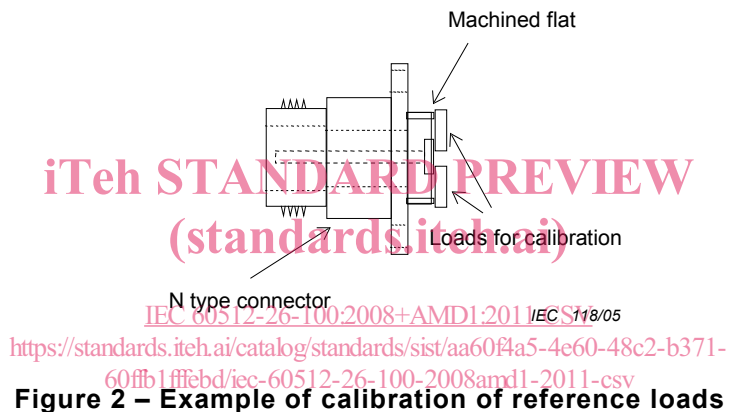 Machined flat
iTeh STANDARD PREVIEW
(standards.iteh.ai)
Loads for calibration
N type connector
IEC 60512-26-100:2008+AMD1:2011 CSV
IEC 118/05
https://standards.iteh.ai/catalog/standards/sist/aa60f4a5-4e60-48c2-b371-
60ffb1fffebd/iec-60512-26-100-2008amd1-2011-csv
Figure 2 – Example of calibration of reference loads